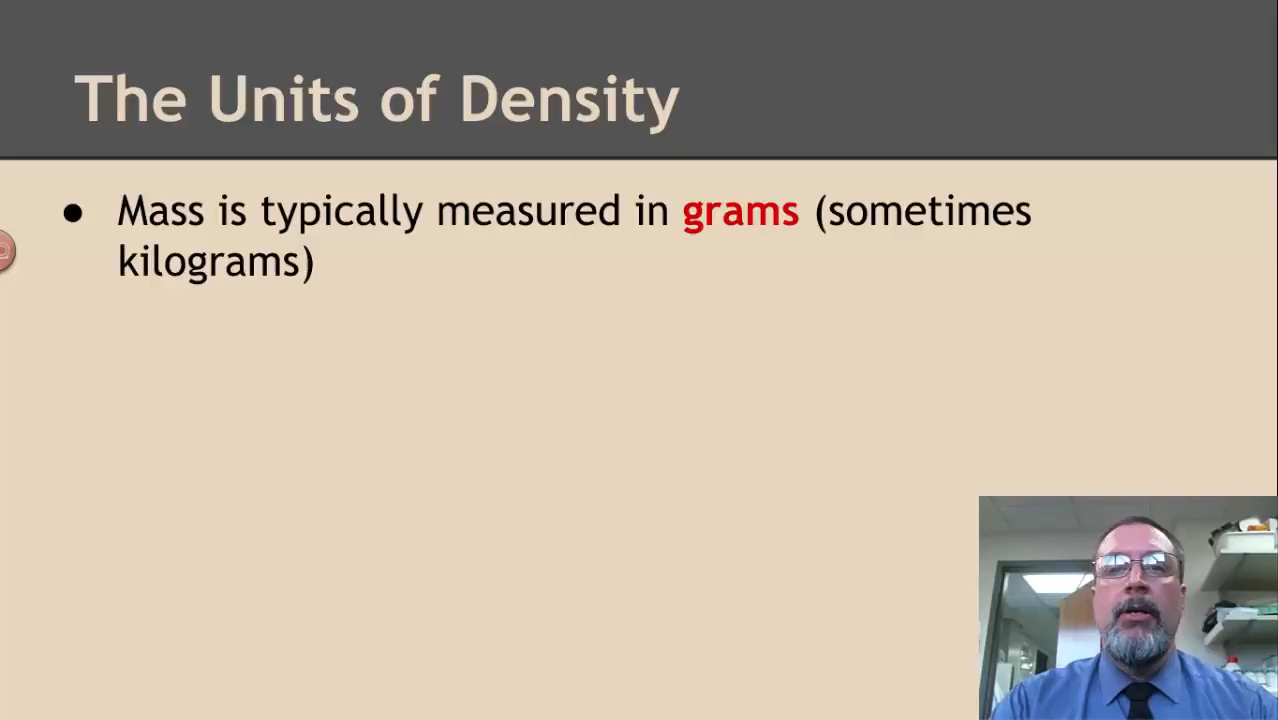 The Units of Density
● Mass is typically measured in grams (sometimes
kilograms)